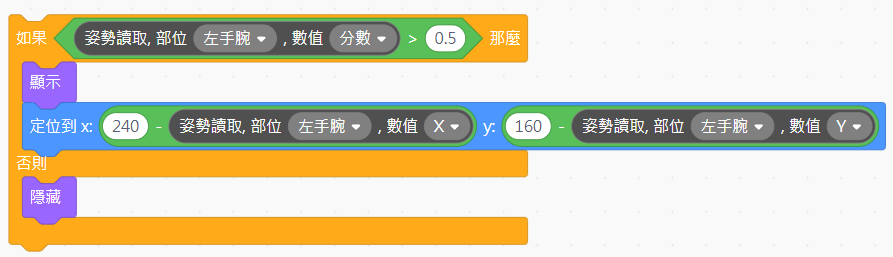 如果 姿勢讀取, 部位 左手腕 , 數值 分數 > 0.5 那麼
顯示
定位到 x: 240 - 姿勢讀取, 部位 左手腕 , 數值 X y: 160 - 姿勢讀取, 部位 左手腕 , 數值 Y
否則
隱藏